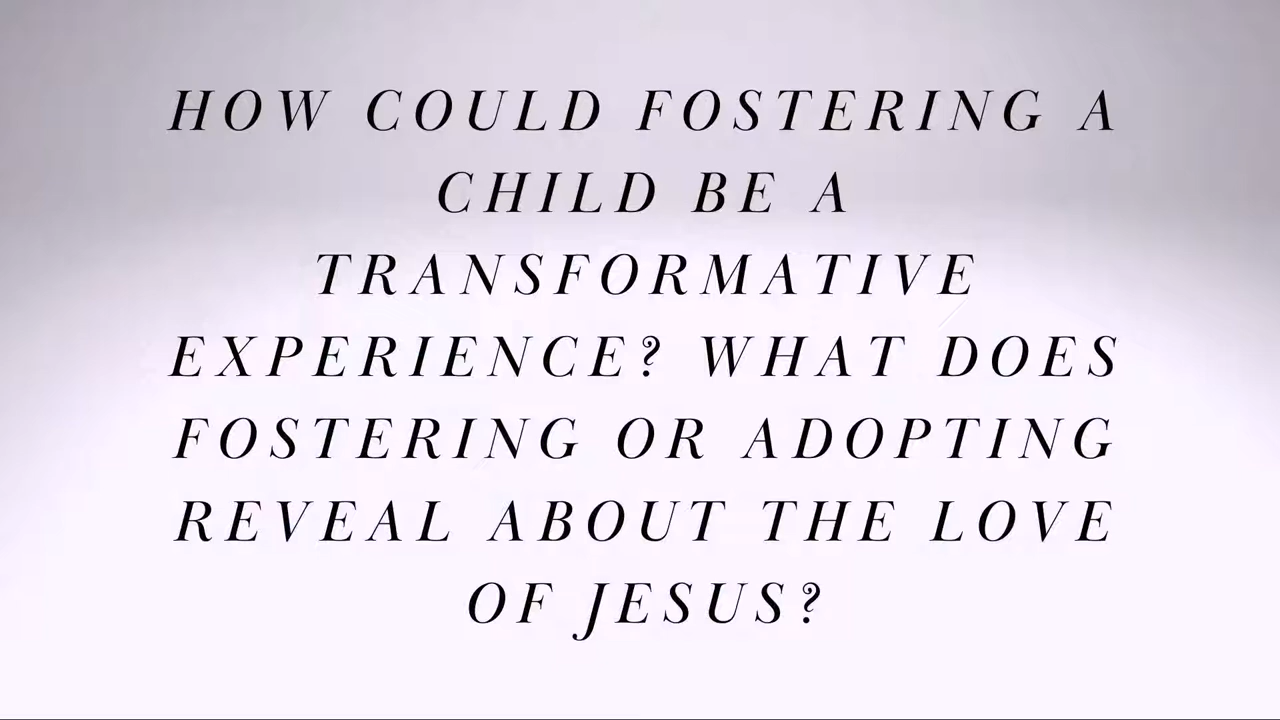 HOW COULD FOSTERING A
CHILD BE A
TRANSFORMATIVE
EXPERIENCE? WHAT DOES
FOSTERING OR ADOPTING
REVEAL ABOUT THE LOVE
OF JESUS?